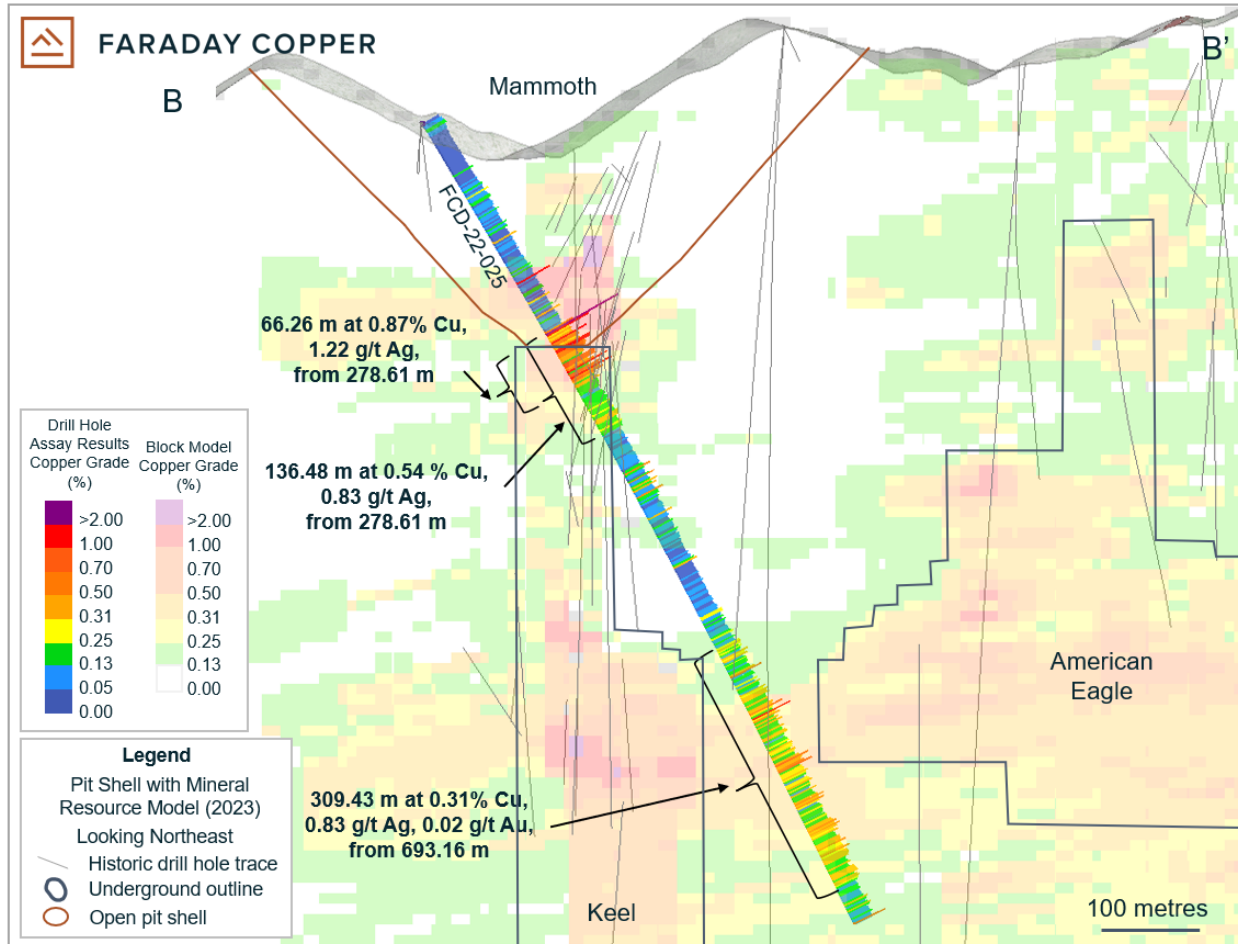 FARADAY COPPER
B
Mammoth
B'
FCD-22-025
66.26 m at 0.87% Cu,
1.22 g/t Ag,
from 278.61 m
136.48 m at 0.54 % Cu,
0.83 g/t Ag,
from 278.61 m
309.43 m at 0.31% Cu,
0.83 g/t Ag, 0.02 g/t Au,
from 693.16 m
American
Eagle
Keel
100 metres
Drill Hole
Assay Results
Copper Grade
(%)
>2.00
1.00
0.70
0.50
0.31
0.25
0.13
0.05
0.00
Block Model
Copper Grade
(%)
>2.00
1.00
0.70
0.50
0.31
0.25
0.13
0.00
Legend
Pit Shell with Mineral
Resource Model (2023)
Looking Northeast
Historic drill hole trace
Underground outline
Open pit shell